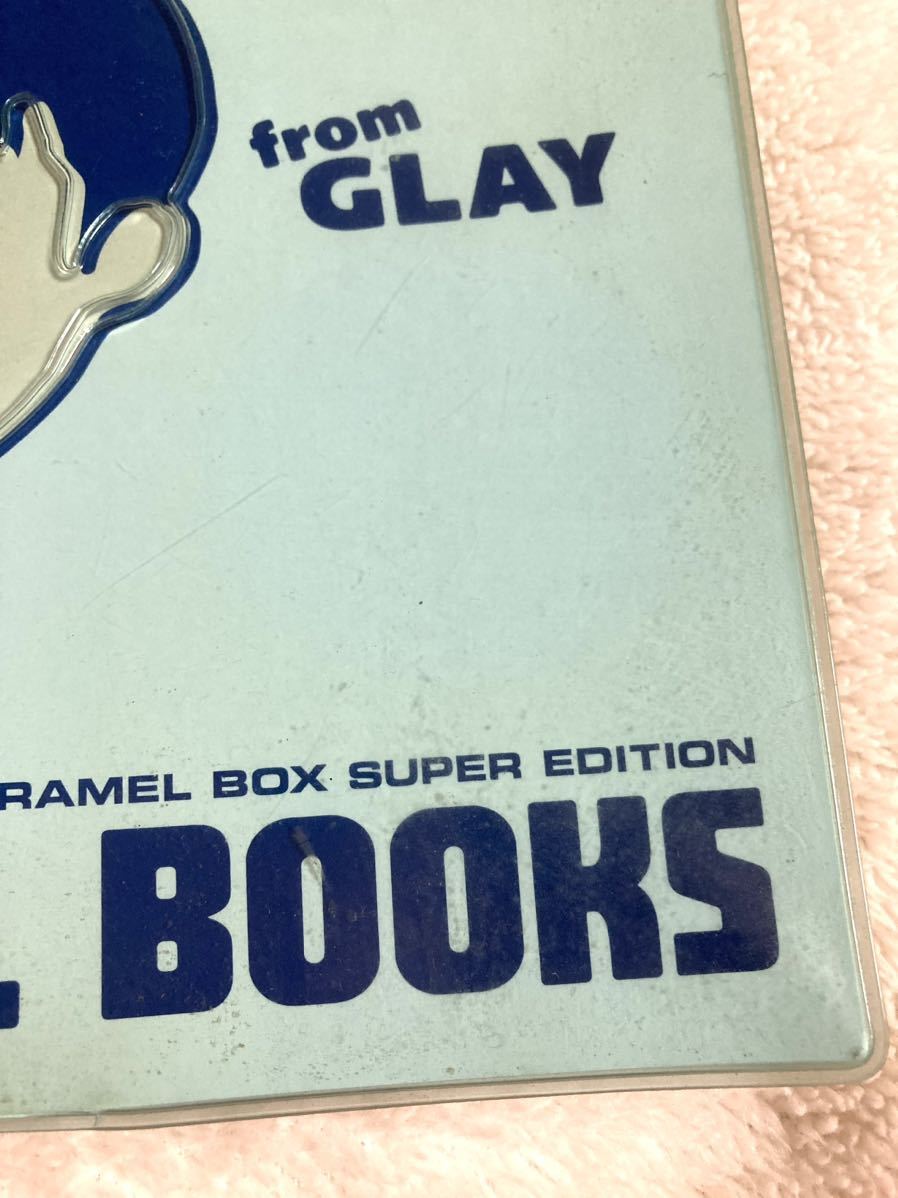 from
GLAY
RAMEL BOX SUPER EDITION
BOOKS